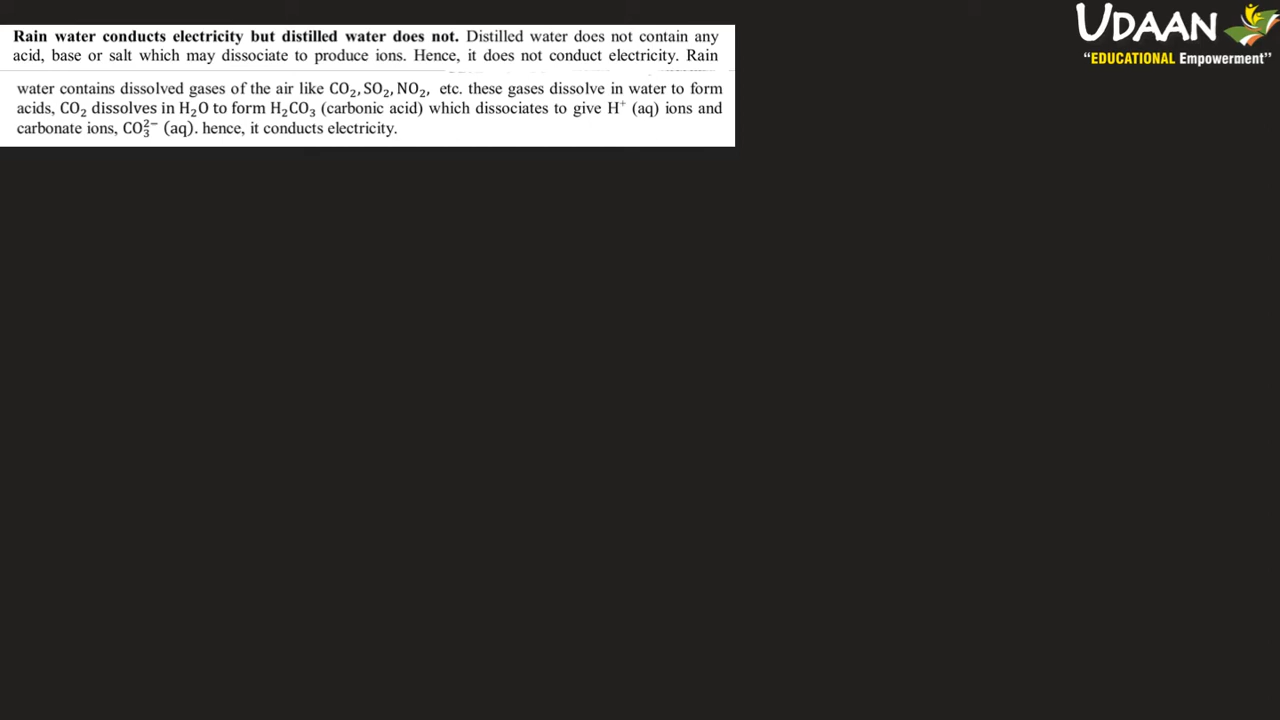 UDAAN
“EDUCATIONAL Empowerment”
Rain water conducts electricity but distilled water does not. Distilled water does not contain any
acid, base or salt which may dissociate to produce ions. Hence, it does not conduct electricity. Rain
water contains dissolved gases of the air like CO₂, SO₂, NO₂, etc. these gases dissolve in water to form
acids, CO₂ dissolves in H₂O to form H₂CO₃ (carbonic acid) which dissociates to give H⁺ (aq) ions and
carbonate ions, CO₃²⁻ (aq). hence, it conducts electricity.